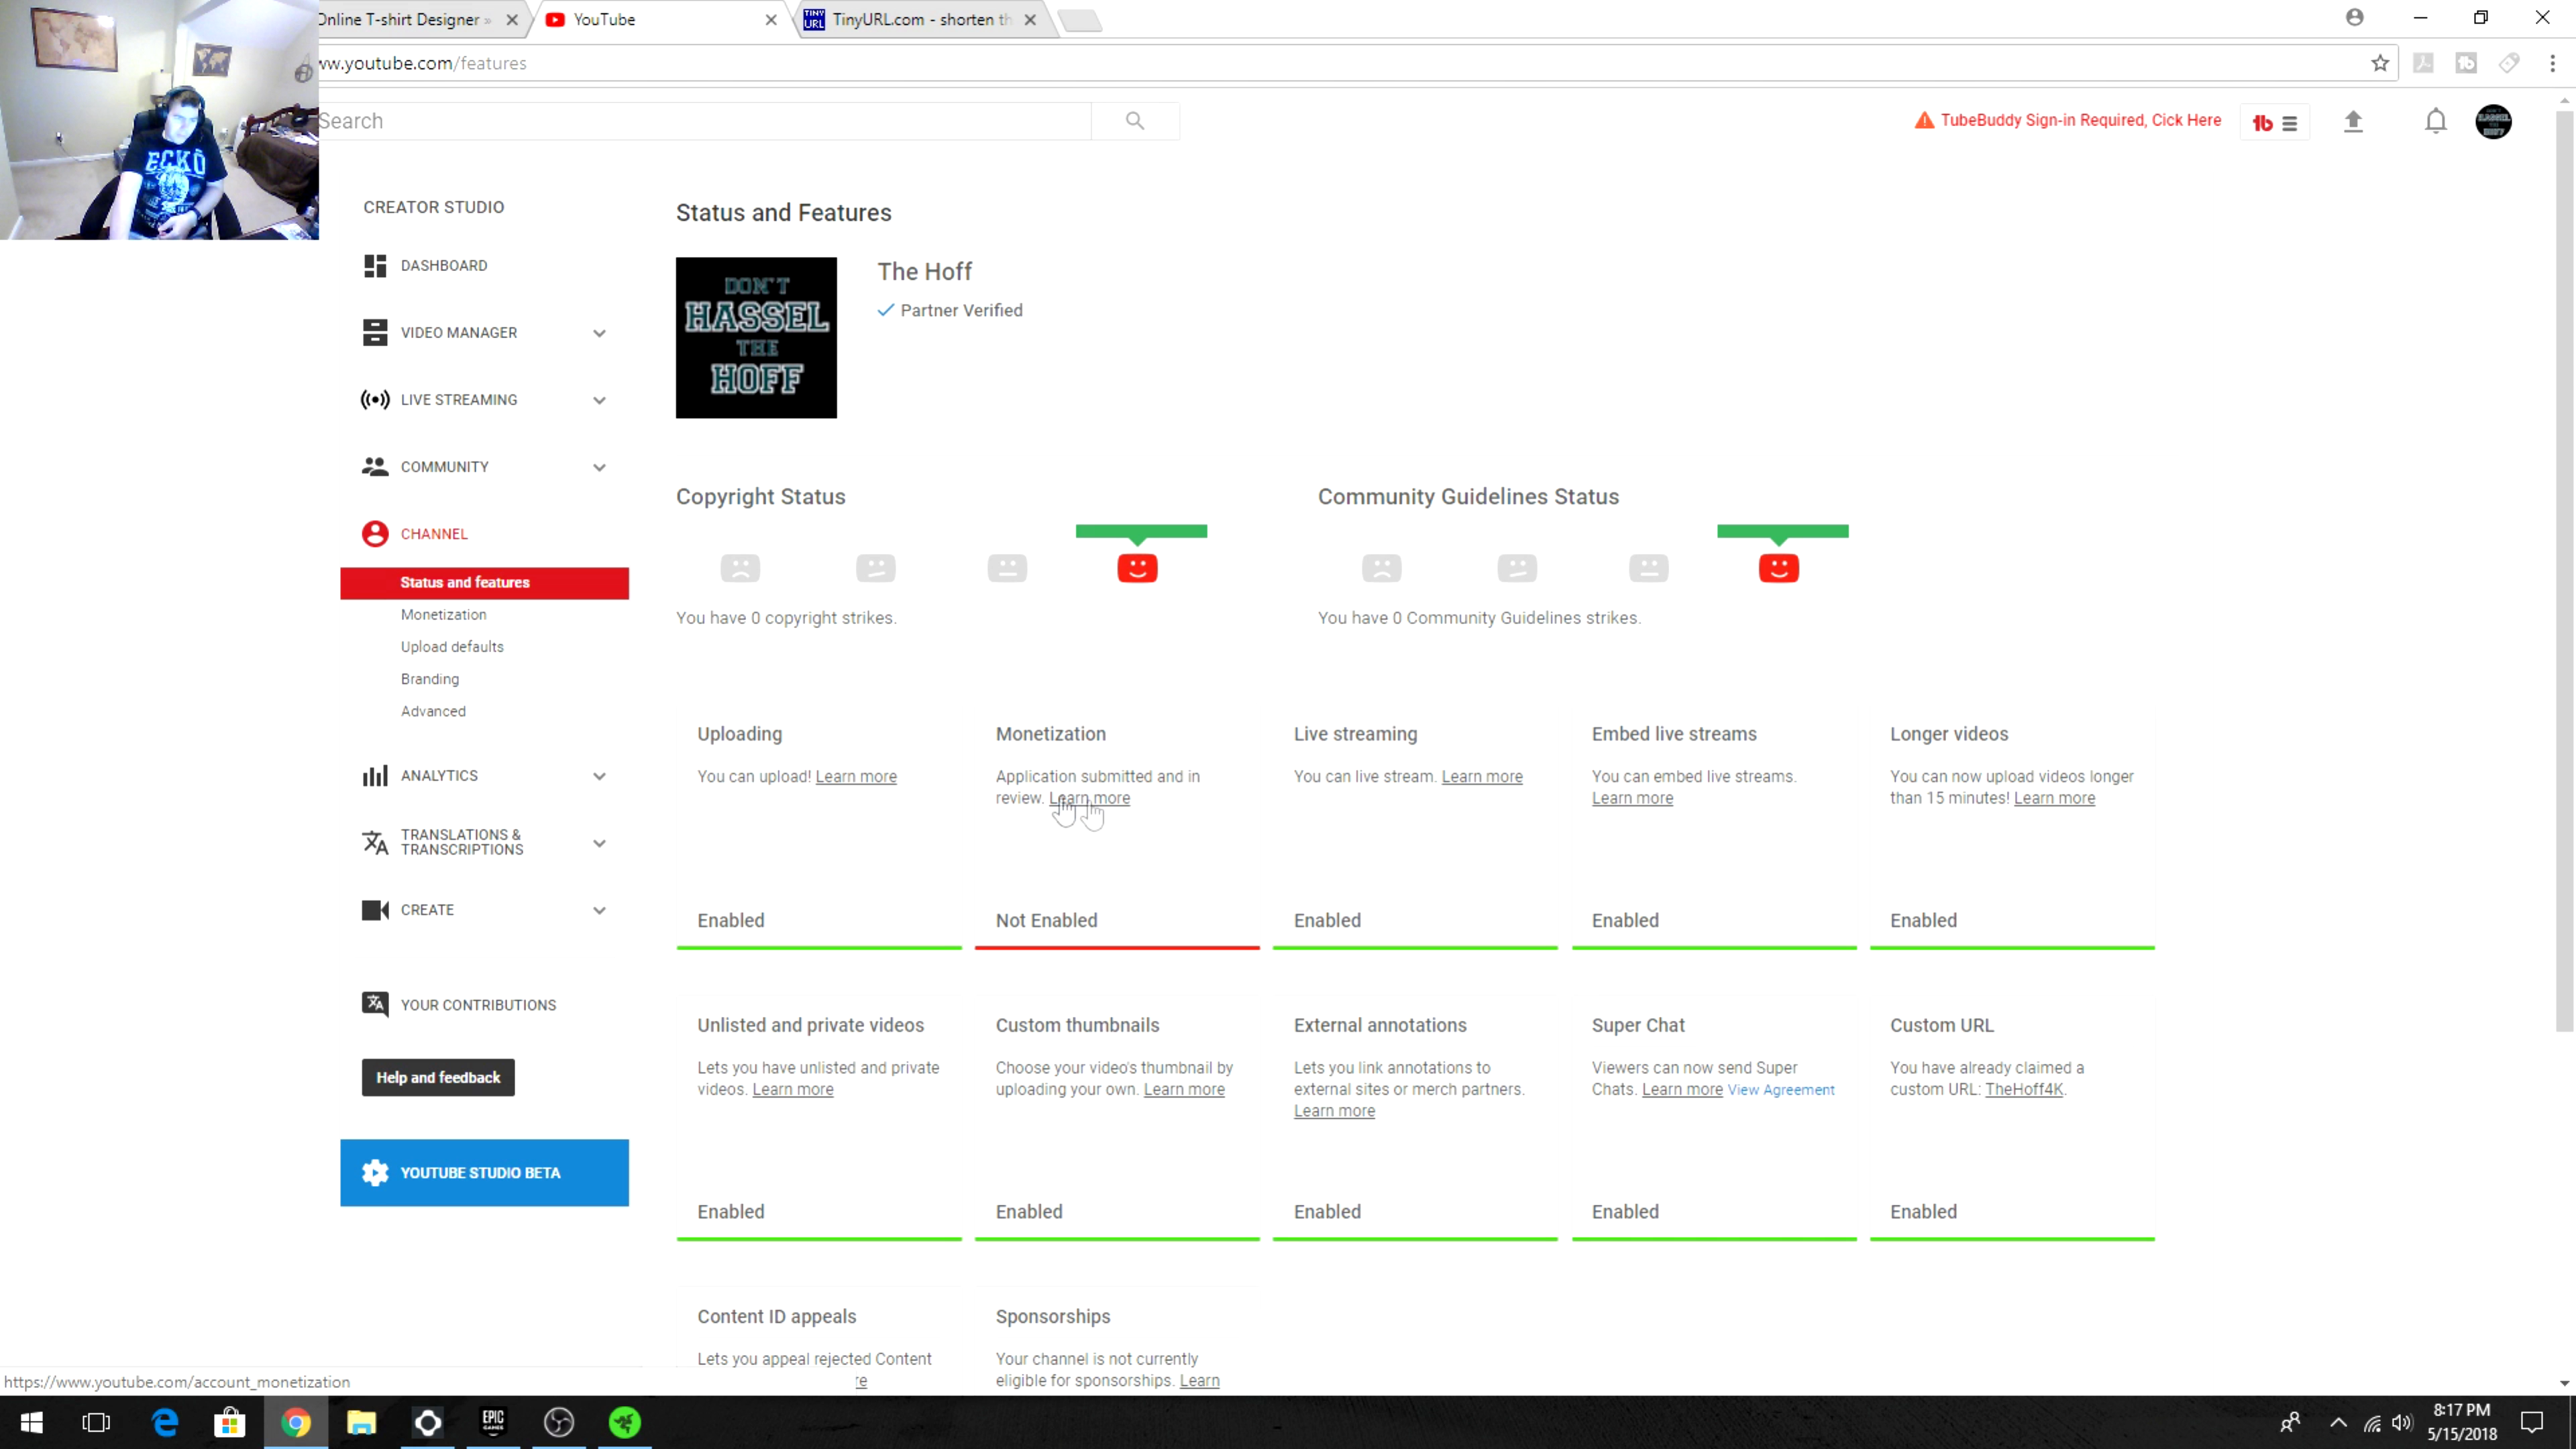 Online T-shirt Designer »
YouTube
TINY URL TinyURL.com - shorten th
ww.youtube.com/features
Search
TubeBuddy Sign-in Required, Cick Here
tb
CREATOR STUDIO
DASHBOARD
VIDEO MANAGER
LIVE STREAMING
COMMUNITY
CHANNEL
Status and features
Monetization
Upload defaults
Branding
Advanced
ANALYTICS
TRANSLATIONS &
TRANSCRIPTIONS
CREATE
YOUR CONTRIBUTIONS
Help and feedback
YOUTUBE STUDIO BETA
Status and Features
DON'T
HASSEL
THE
HOFF
The Hoff
Partner Verified
Copyright Status
You have 0 copyright strikes.
Community Guidelines Status
You have 0 Community Guidelines strikes.
Uploading
You can upload! Learn more
Enabled
Monetization
Application submitted and in
review. Learn more
Not Enabled
Live streaming
You can live stream. Learn more
Enabled
Embed live streams
You can embed live streams.
Learn more
Enabled
Longer videos
You can now upload videos longer
than 15 minutes! Learn more
Enabled
Unlisted and private videos
Lets you have unlisted and private
videos. Learn more
Enabled
Custom thumbnails
Choose your video's thumbnail by
uploading your own. Learn more
Enabled
External annotations
Lets you link annotations to
external sites or merch partners.
Learn more
Enabled
Super Chat
Viewers can now send Super
Chats. Learn more View Agreement
Enabled
Custom URL
You have already claimed a
custom URL: TheHoff4K.
Enabled
Content ID appeals
Lets you appeal rejected Content
re
Sponsorships
Your channel is not currently
eligible for sponsorships. Learn
https://www.youtube.com/account_monetization
ECKŌ
EPIC
GAMES
8:17 PM
5/15/2018